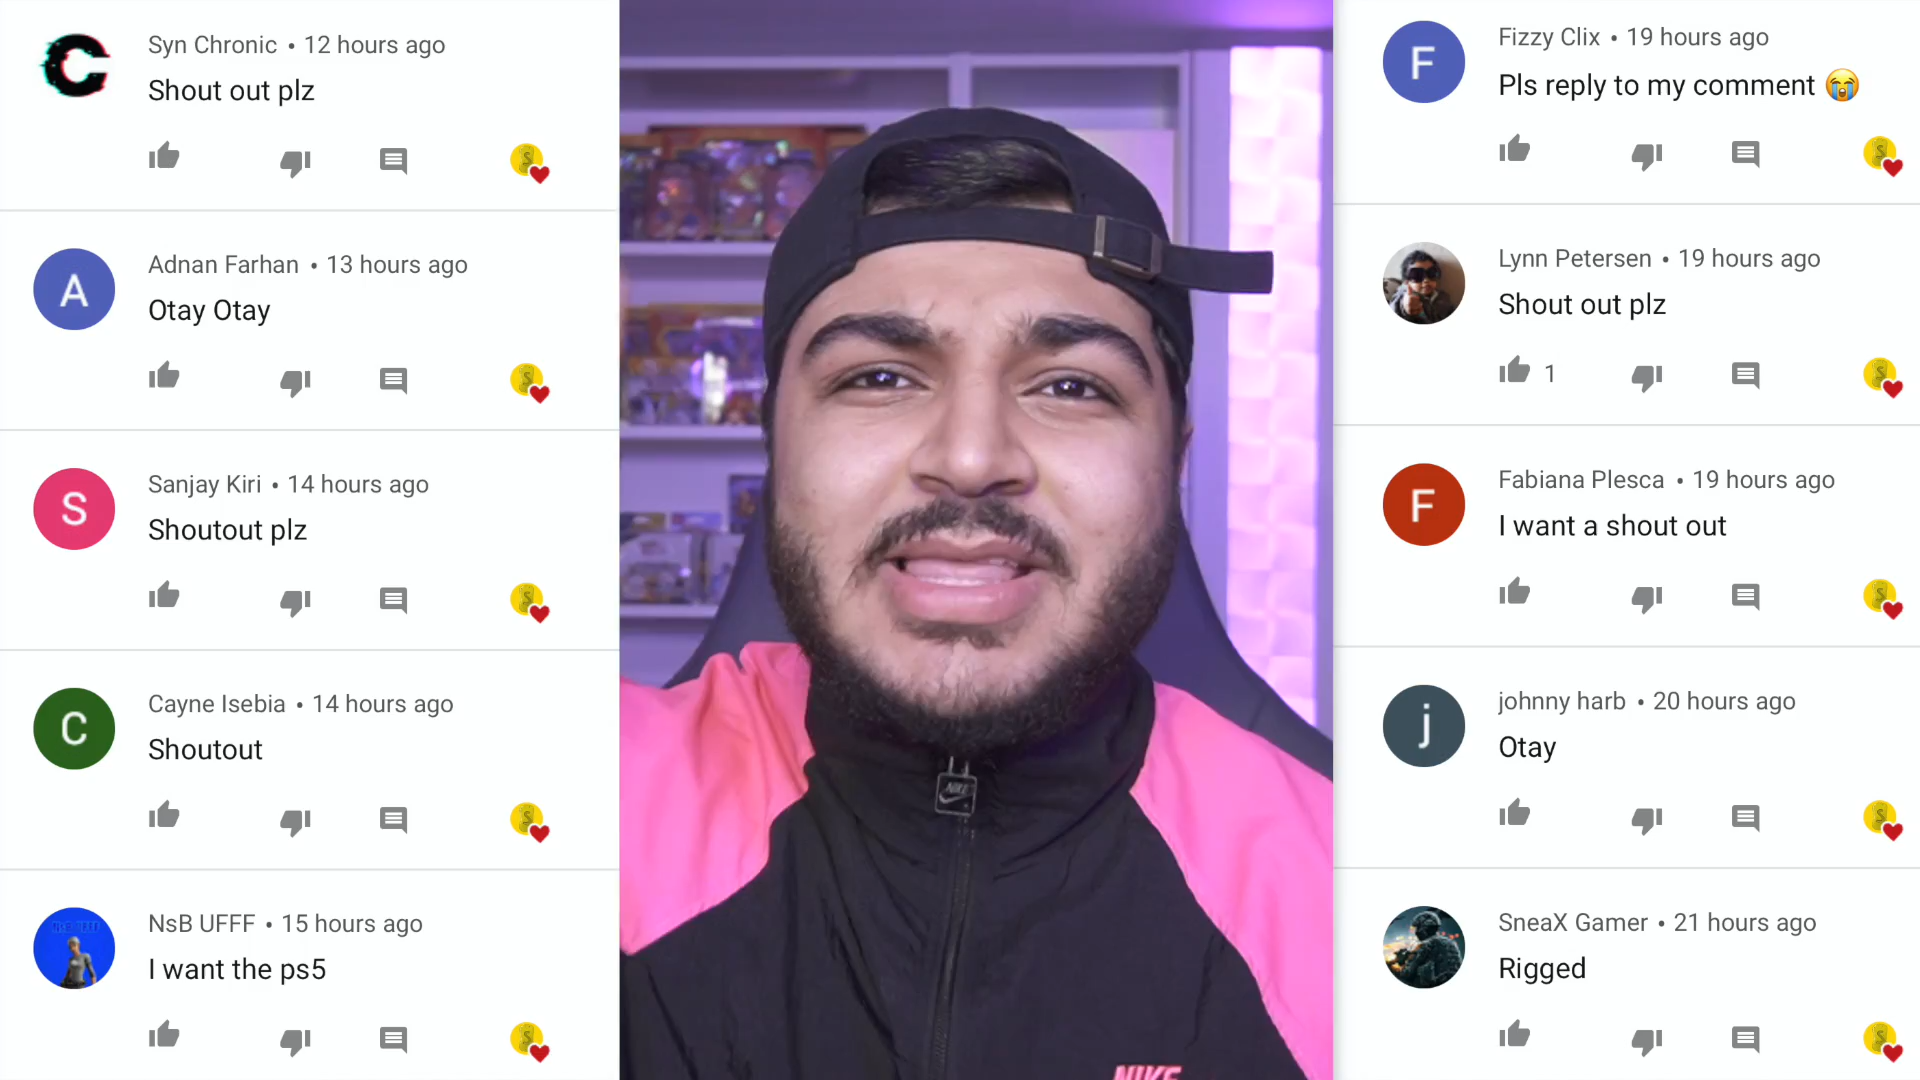 Syn Chronic • 12 hours ago
Shout out plz
Adnan Farhan • 13 hours ago
A
Otay Otay
Sanjay Kiri • 14 hours ago
S
Shoutout plz
Cayne Isebia • 14 hours ago
C
Shoutout
NsB UFFF • 15 hours ago
I want the ps5
NIKE
NIKE
Fizzy Clix • 19 hours ago
F
Pls reply to my comment 😭
Lynn Petersen • 19 hours ago
Shout out plz
1
Fabiana Plesca • 19 hours ago
F
I want a shout out
johnny harb • 20 hours ago
j
Otay
SneaX Gamer • 21 hours ago
Rigged